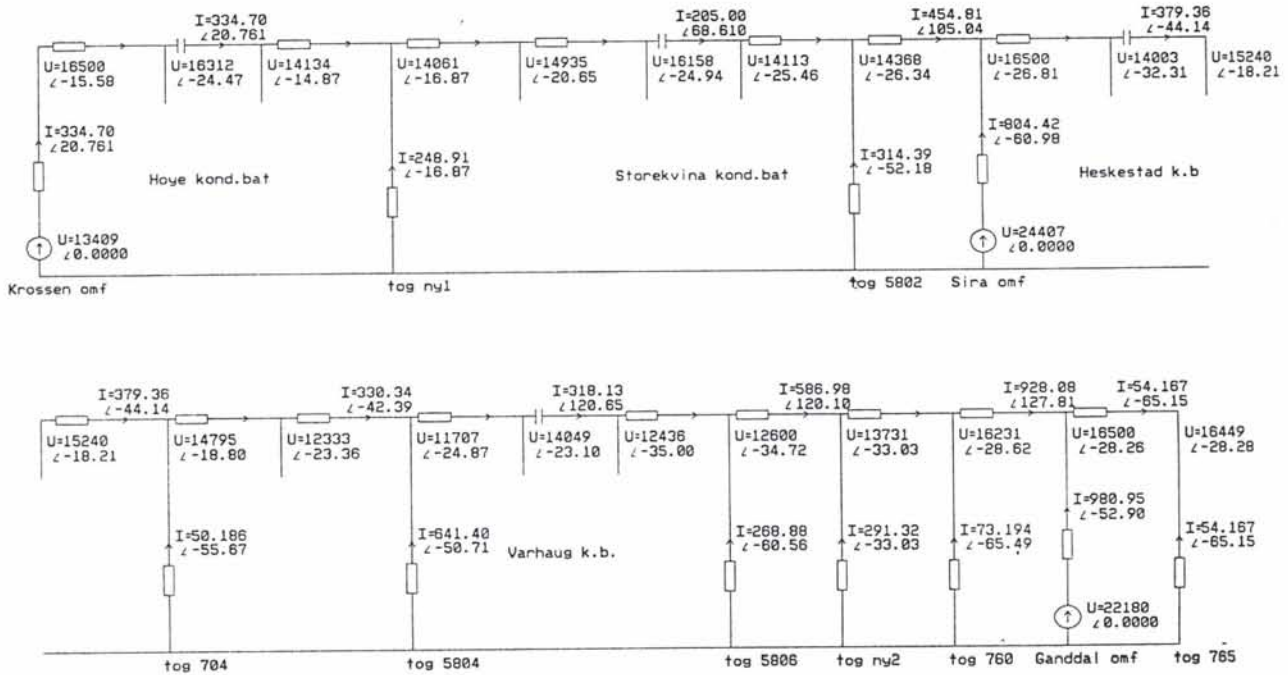 I=334.70
∠20.761
I=205.00
∠68.610
I=454.81
∠105.04
I=379.36
∠-44.14
U=16500
∠-15.58
U=16312
∠-24.47
U=14134
∠-14.87
U=14061
∠-16.87
U=14935
∠-20.65
U=16158
∠-24.94
U=14113
∠-25.46
U=14368
∠-26.34
U=16500
∠-26.81
U=14003
∠-32.31
U=15240
∠-18.21
I=334.70
∠20.761
I=248.91
∠-16.87
I=314.39
∠-52.18
I=804.42
∠-60.98
Hoye kond.bat
Storekvina kond.bat
Heskestad k.b
U=13409
∠0.0000
U=24407
∠0.0000
Krossen omf
tog ny1
tog 5802
Sira omf
I=379.36
∠-44.14
I=330.34
∠-42.39
I=318.13
∠120.65
I=586.98
∠120.10
I=928.08
∠127.81
I=54.167
∠-65.15
U=15240
∠-18.21
U=14795
∠-18.80
U=12333
∠-23.36
U=11707
∠-24.87
U=14049
∠-23.10
U=12436
∠-35.00
U=12600
∠-34.72
U=13731
∠-33.03
U=16231
∠-28.62
U=16500
∠-28.26
U=16449
∠-28.28
I=50.186
∠-55.67
I=641.40
∠-50.71
Varhaug k.b.
I=268.88
∠-60.56
I=291.32
∠-33.03
I=73.194
∠-65.49
I=980.95
∠-52.90
I=54.167
∠-65.15
U=22180
∠0.0000
tog 704
tog 5804
tog 5806
tog ny2
tog 760
Ganddal omf
tog 765